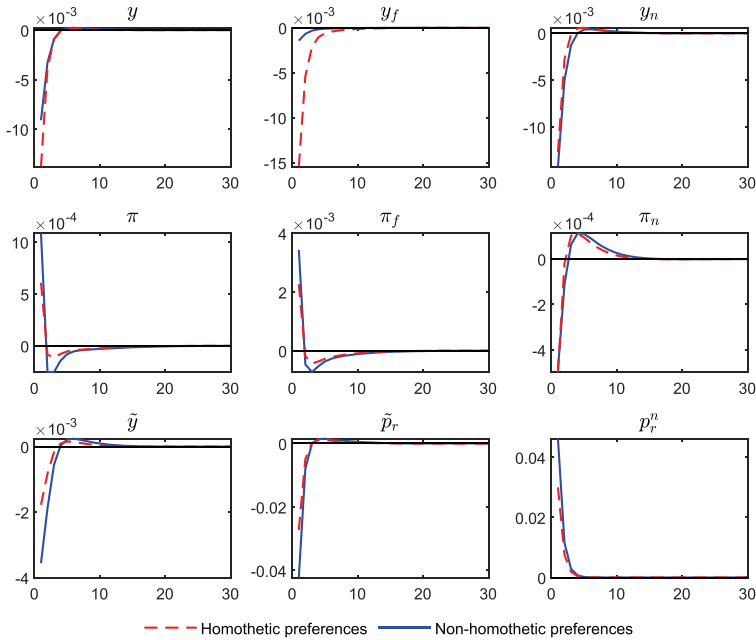 y y_f y_n
×10⁻³ ×10⁻³ ×10⁻³
0 0 0
-5 -5 -5
-10 -10 -10
-15
0 10 20 30 0 10 20 30 0 10 20 30
π π_f π_n
×10⁻⁴ ×10⁻³ ×10⁻⁴
10 4 0
5 2 -2
0 0 -4
0 10 20 30 0 10 20 30 0 10 20 30
ỹ p̃_r p_r^n
×10⁻³
0 0 0.04
-2 -0.02 0.02
-4 -0.04 0
0 10 20 30 0 10 20 30 0 10 20 30
Homothetic preferences Non-homothetic preferences